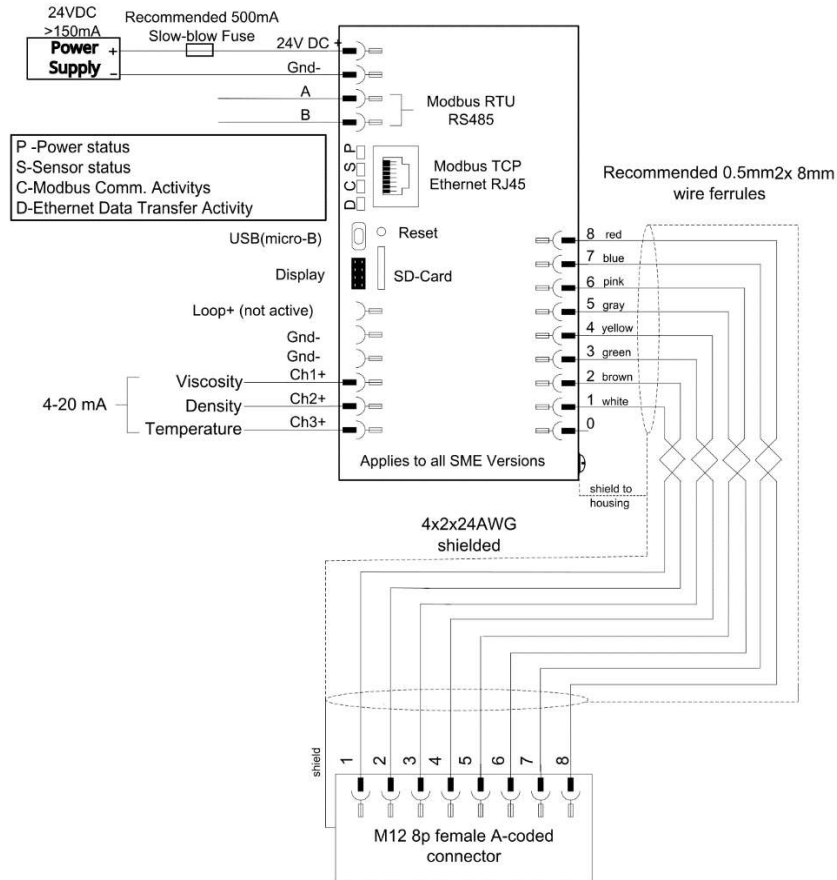 24VDC
>150mA
Power
Supply
+
-
Recommended 500mA
Slow-blow Fuse
24V DC +
Gnd-
A
B
Modbus RTU
RS485
P -Power status
S-Sensor status
C-Modbus Comm. Activitys
D-Ethernet Data Transfer Activity
P
S
C
D
Modbus TCP
Ethernet RJ45
Recommended 0.5mm2x 8mm
wire ferrules
USB(micro-B)
Reset
Display
SD-Card
Loop+ (not active)
Gnd-
Gnd-
4-20 mA
Viscosity
Ch1+
Density
Ch2+
Temperature
Ch3+
8 red
7 blue
6 pink
5 gray
4 yellow
3 green
2 brown
1 white
0
Applies to all SME Versions
shield to
housing
4x2x24AWG
shielded
shield
1 2 3 4 5 6 7 8
M12 8p female A-coded
connector